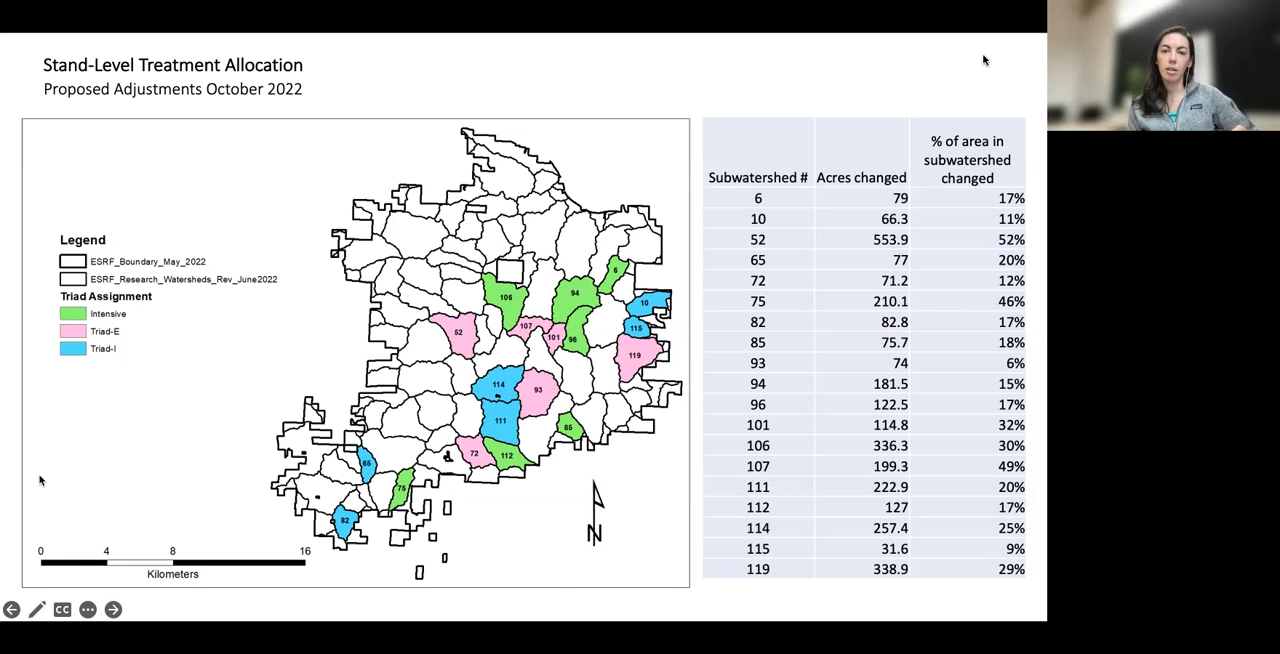 Stand-Level Treatment Allocation
Proposed Adjustments October 2022
Legend
ESRF_Boundary_May_2022
ESRF_Research_Watersheds_Rev_June2022
Triad Assignment
Intensive
Triad-E
Triad-I
6
106
94
10
52
107
101
96
115
119
114
93
111
85
72
112
65
75
82
0 4 8 16
Kilometers
N
Subwatershed # Acres changed % of area in subwatershed changed
6 79 17%
10 66.3 11%
52 553.9 52%
65 77 20%
72 71.2 12%
75 210.1 46%
82 82.8 17%
85 75.7 18%
93 74 6%
94 181.5 15%
96 122.5 17%
101 114.8 32%
106 336.3 30%
107 199.3 49%
111 222.9 20%
112 127 17%
114 257.4 25%
115 31.6 9%
119 338.9 29%
CC